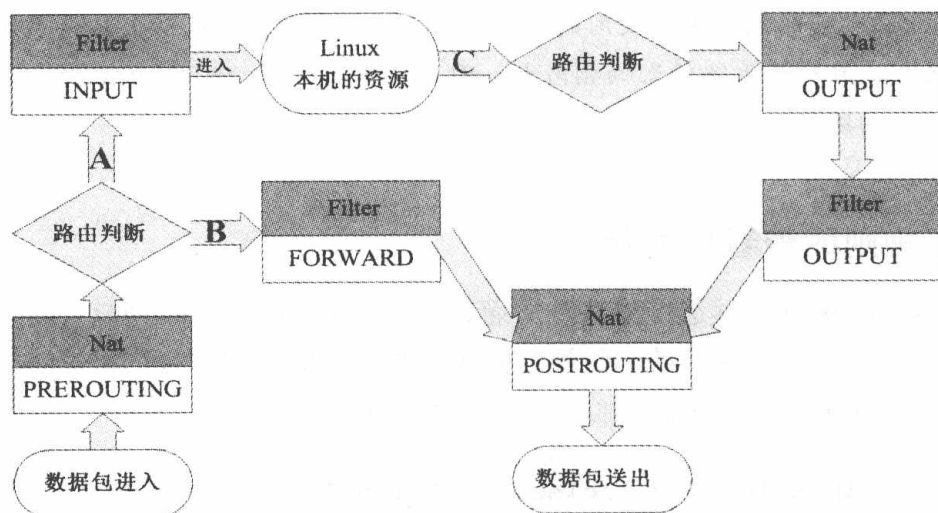 Filter
INPUT
进入
Linux
本机的资源
C
路由判断
Nat
OUTPUT
A
路由判断
B
Filter
FORWARD
Filter
OUTPUT
Nat
PREROUTING
Nat
POSTROUTING
数据包进入
数据包送出